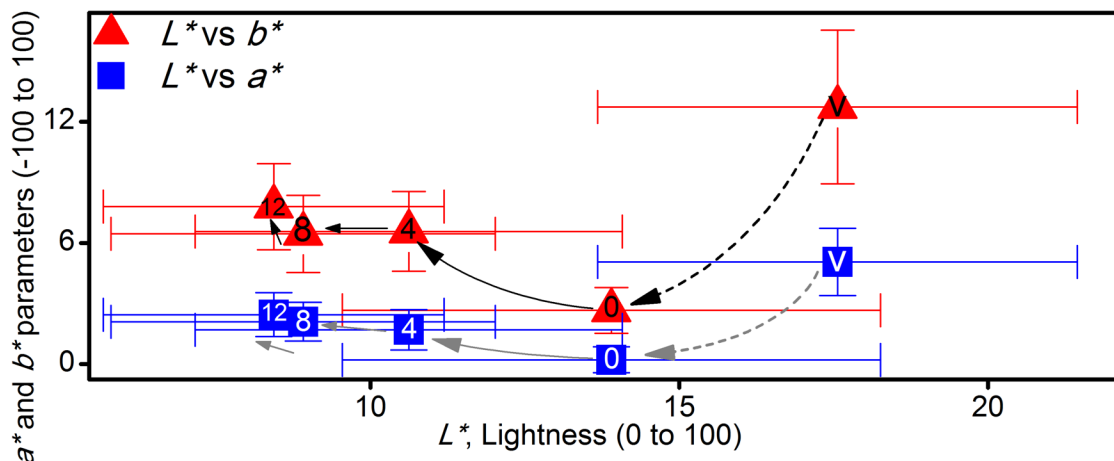 L* vs b*
L* vs a*
a* and b* parameters (-100 to 100)
12
6
0
V
12
8
4
0
V
12
8
4
0
10
15
20
L*, Lightness (0 to 100)